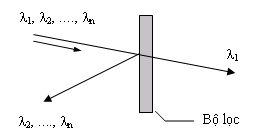 λ1, λ2, ...., λn
λ1
λ2, ...., λn
Bộ lọc